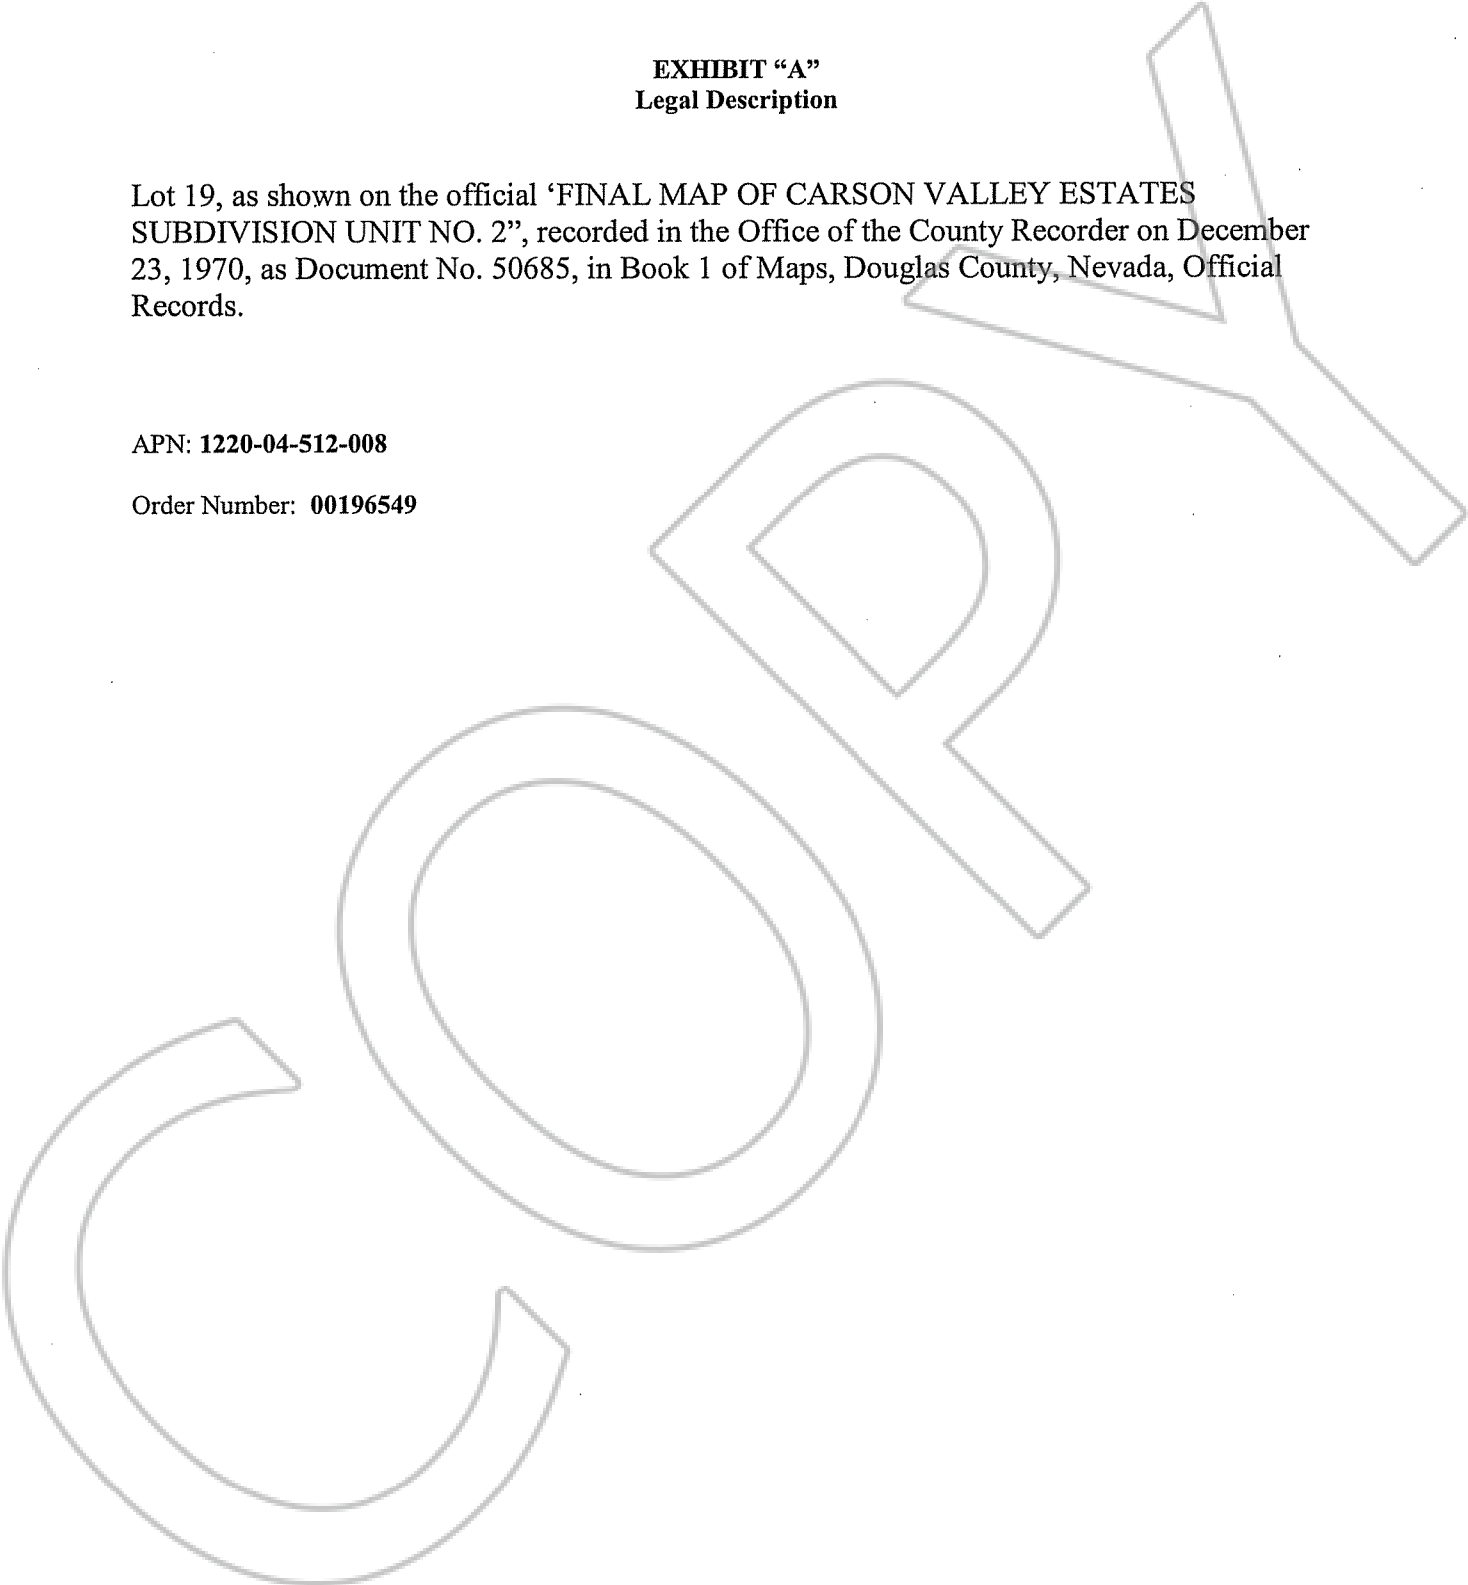 EXHIBIT “A”
Legal Description
Lot 19, as shown on the official ‘FINAL MAP OF CARSON VALLEY ESTATES
SUBDIVISION UNIT NO. 2”, recorded in the Office of the County Recorder on December
23, 1970, as Document No. 50685, in Book 1 of Maps, Douglas County, Nevada, Official
Records.
APN: 1220-04-512-008
Order Number: 00196549
COPY